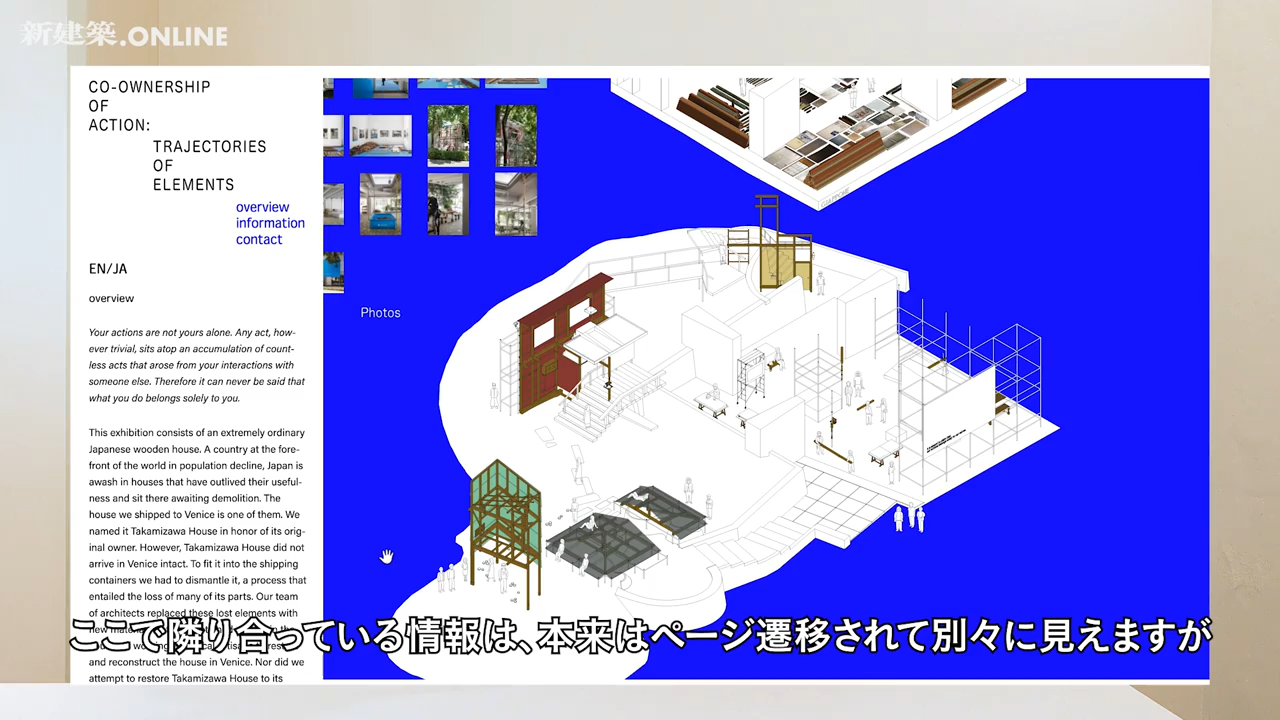 新建築.ONLINE
CO-OWNERSHIP
OF
ACTION:
TRAJECTORIES
OF
ELEMENTS
overview
information
contact
EN/JA
overview
Your actions are not yours alone. Any act, how-
ever trivial, sits atop an accumulation of count-
less acts that arose from your interactions with
someone else. Therefore it can never be said that
what you do belongs solely to you.
This exhibition consists of an extremely ordinary
Japanese wooden house. A country at the fore-
front of the world in population decline, Japan is
awash in houses that have outlived their useful-
ness and sit there awaiting demolition. The
house we shipped to Venice is one of them. We
named it Takamizawa House in honor of its orig-
inal owner. However, Takamizawa House did not
arrive in Venice intact. To fit it into the shipping
containers we had to dismantle it, a process that
entailed the loss of many of its parts. Our team
of architects replaced these lost elements with
and reconstruct the house in Venice. Nor did we
attempt to restore Takamizawa House to its
Photos
GIAPPONE
ここで隣り合っている情報は、本来はページ遷移されて別々に見えますが